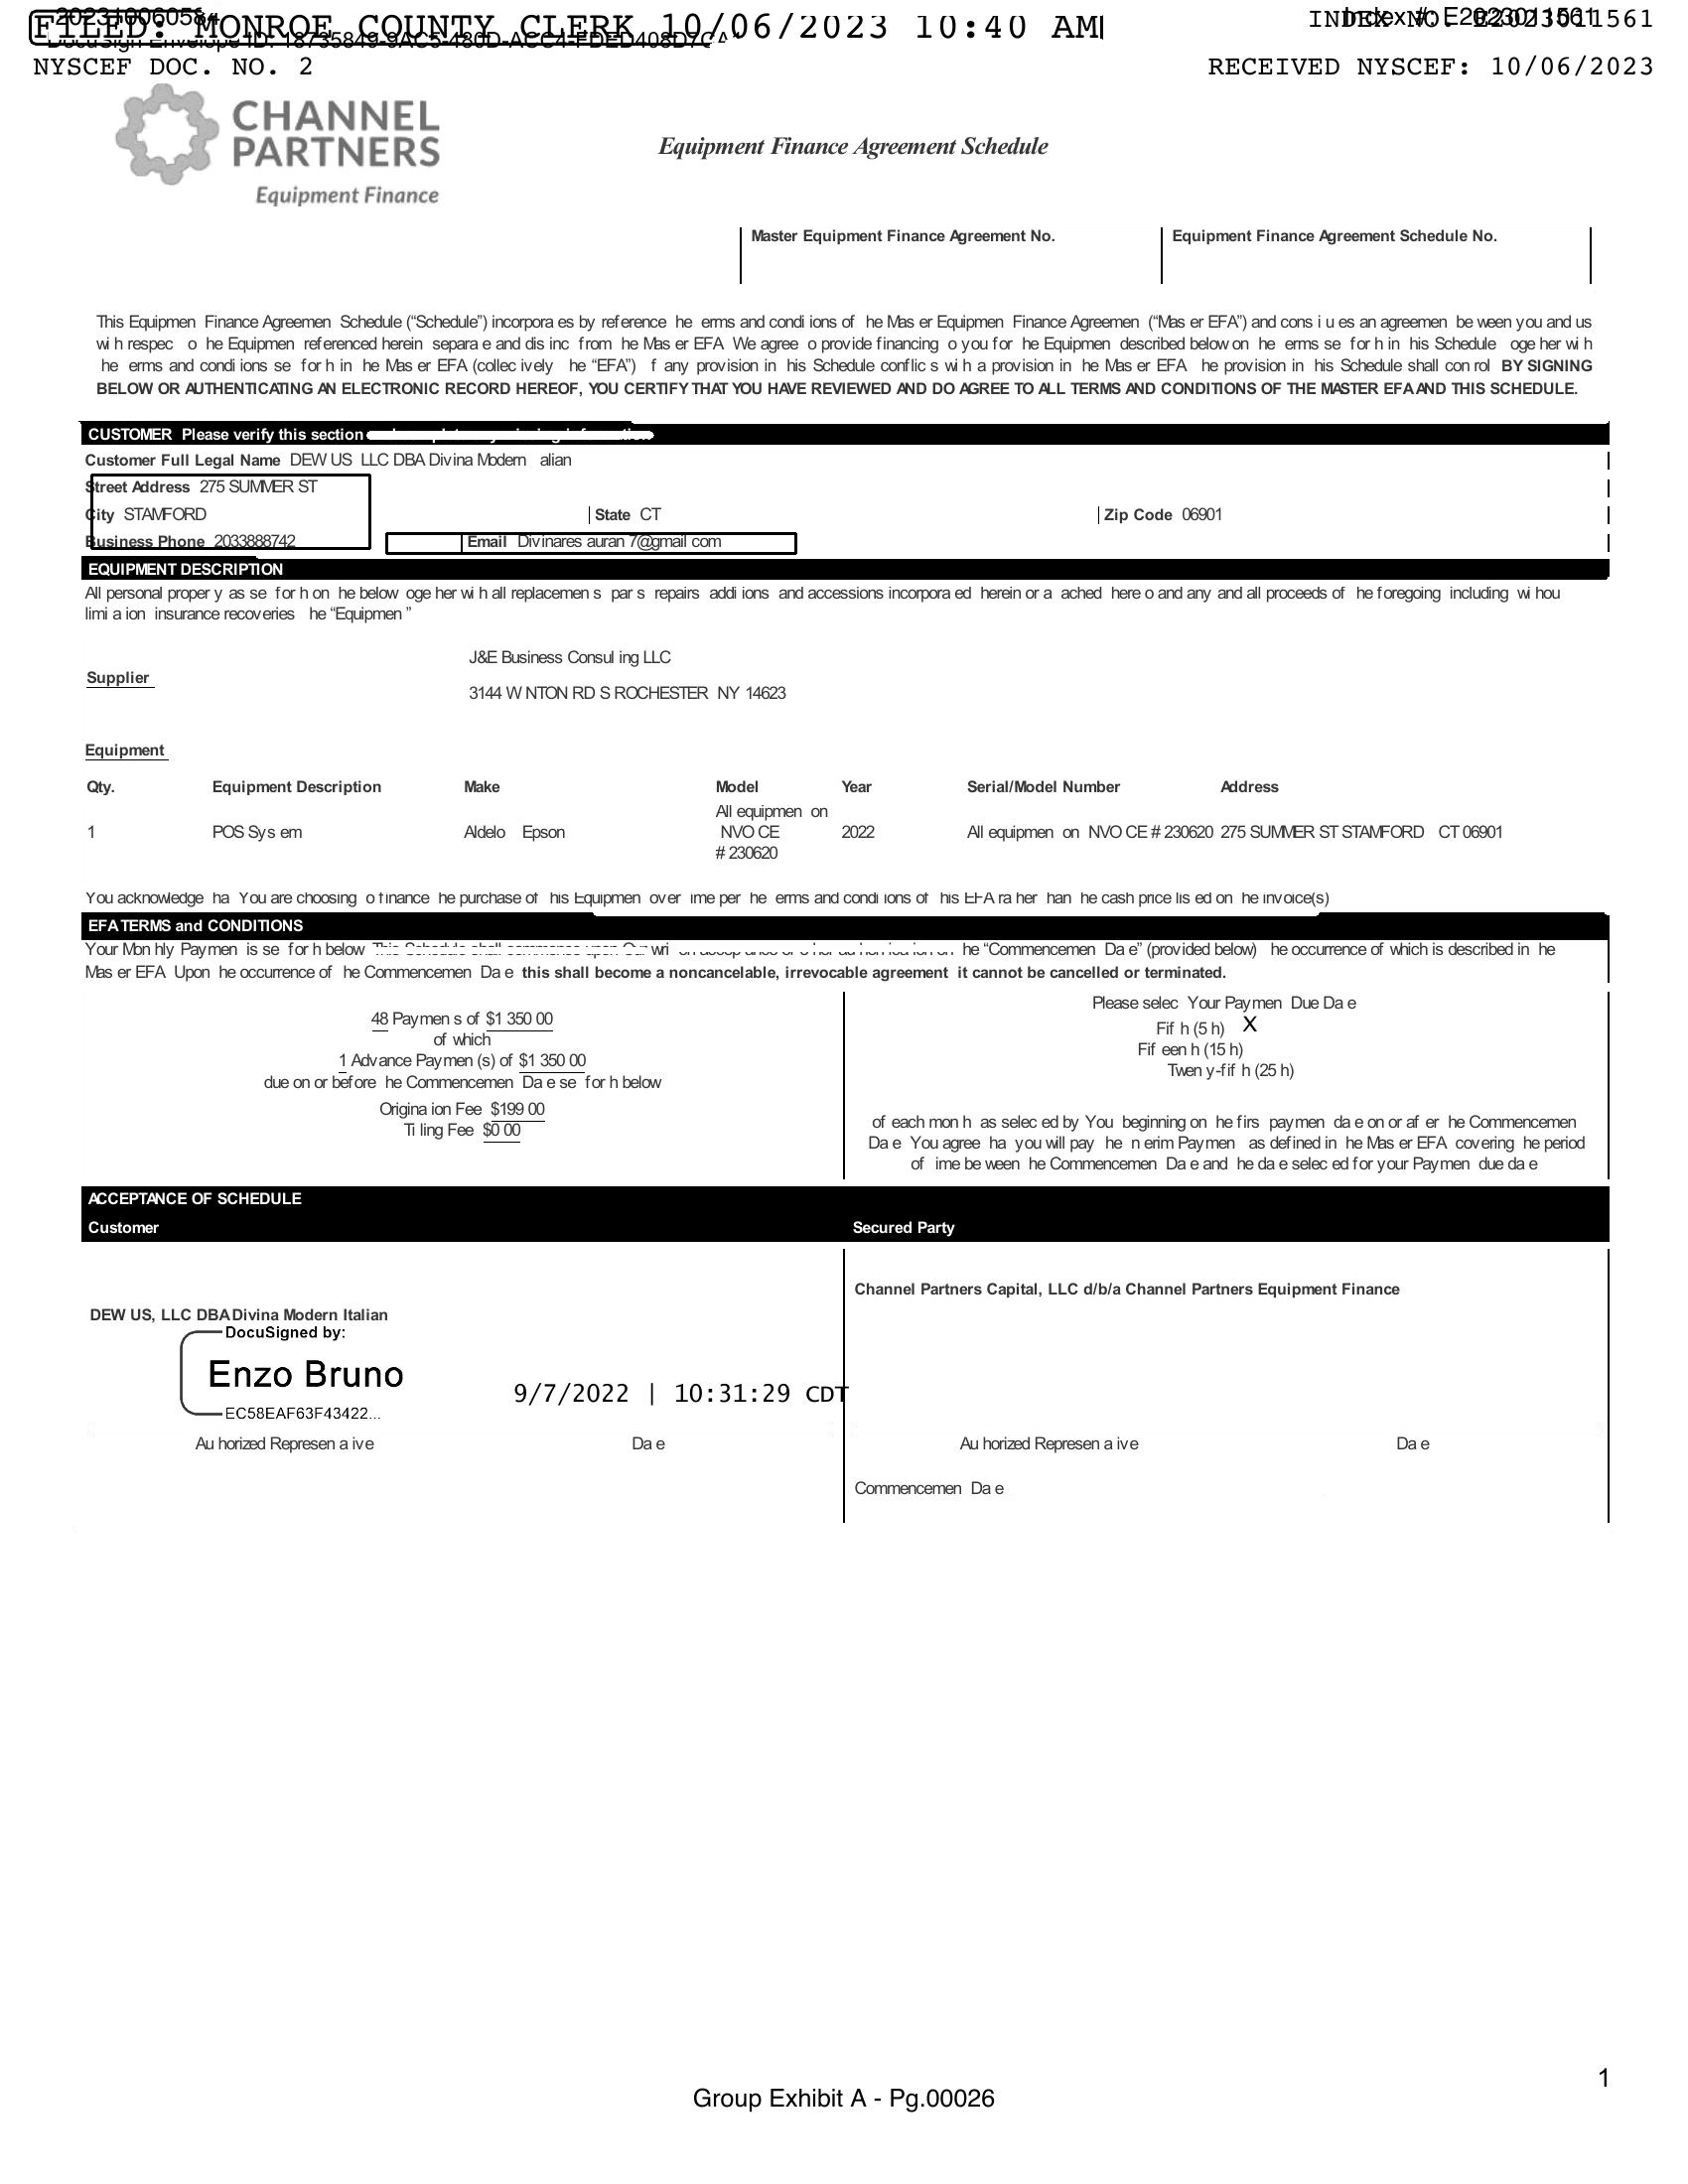 202310060584
FILED: MONROE COUNTY CLERK 10/06/2023 10:40 AM
INDEX NO. E2023011561
Index #: E2023011561
NYSCEF DOC. NO. 2
RECEIVED NYSCEF: 10/06/2023
CHANNEL
PARTNERS
Equipment Finance
Equipment Finance Agreement Schedule
Master Equipment Finance Agreement No.
Equipment Finance Agreement Schedule No.
This Equipmen Finance Agreemen Schedule (“Schedule”) incorpora es by reference he erms and condi ions of he Mas er Equipmen Finance Agreemen (“Mas er EFA”) and cons i u es an agreemen be ween you and us
wi h respec o he Equipmen referenced herein separa e and dis inc from he Mas er EFA We agree o provide financing o you for he Equipmen described below on he erms se for h in his Schedule oge her wi h
he erms and condi ions se for h in he Mas er EFA (collec ively he “EFA”) f any provision in his Schedule conflic s wi h a provision in he Mas er EFA he provision in his Schedule shall con rol BY SIGNING
BELOW OR AUTHENTICATING AN ELECTRONIC RECORD HEREOF, YOU CERTIFY THAT YOU HAVE REVIEWED AND DO AGREE TO ALL TERMS AND CONDITIONS OF THE MASTER EFA AND THIS SCHEDULE.
CUSTOMER Please verify this section
Customer Full Legal Name DEW US LLC DBA Divina Modern alian
Street Address 275 SUMMER ST
City STAMFORD State CT Zip Code 06901
Business Phone 2033888742 Email Divinares auran 7@gmail com
EQUIPMENT DESCRIPTION
All personal proper y as se for h on he below oge her wi h all replacemen s par s repairs addi ions and accessions incorpora ed herein or a ached here o and any and all proceeds of he foregoing including wi hou
limi a ion insurance recoveries he “Equipmen ”
J&E Business Consul ing LLC
Supplier
3144 W NTON RD S ROCHESTER NY 14623
Equipment
Qty. Equipment Description Make Model Year Serial/Model Number Address
All equipmen on
1 POS Sys em Aldelo Epson NVO CE 2022 All equipmen on NVO CE # 230620 275 SUMMER ST STAMFORD CT 06901
# 230620
You acknowledge ha You are choosing o finance he purchase of his Equipmen over ime per he erms and condi ions of his EFA ra her han he cash price lis ed on he invoice(s)
EFA TERMS and CONDITIONS
Your Mon hly Paymen is se for h below This Schedule shall commence upon Our wri he “Commencemen Da e” (provided below) he occurrence of which is described in he
Mas er EFA Upon he occurrence of he Commencemen Da e this shall become a noncancelable, irrevocable agreement it cannot be cancelled or terminated.
48 Paymen s of $1 350 00
of which
1 Advance Paymen (s) of $1 350 00
due on or before he Commencemen Da e se for h below
Origina ion Fee $199 00
Ti ling Fee $0 00
Please selec Your Paymen Due Da e
Fif h (5 h) X
Fif een h (15 h)
Twen y-fif h (25 h)
of each mon h as selec ed by You beginning on he firs paymen da e on or af er he Commencemen
Da e You agree ha you will pay he n erim Paymen as defined in he Mas er EFA covering he period
of ime be ween he Commencemen Da e and he da e selec ed for your Paymen due da e
ACCEPTANCE OF SCHEDULE
Customer Secured Party
Channel Partners Capital, LLC d/b/a Channel Partners Equipment Finance
DEW US, LLC DBA Divina Modern Italian
DocuSigned by:
Enzo Bruno
9/7/2022 | 10:31:29 CDT
EC58EAF63F43422...
Au horized Represen a ive Da e Au horized Represen a ive Da e
Commencemen Da e
1
Group Exhibit A - Pg.00026